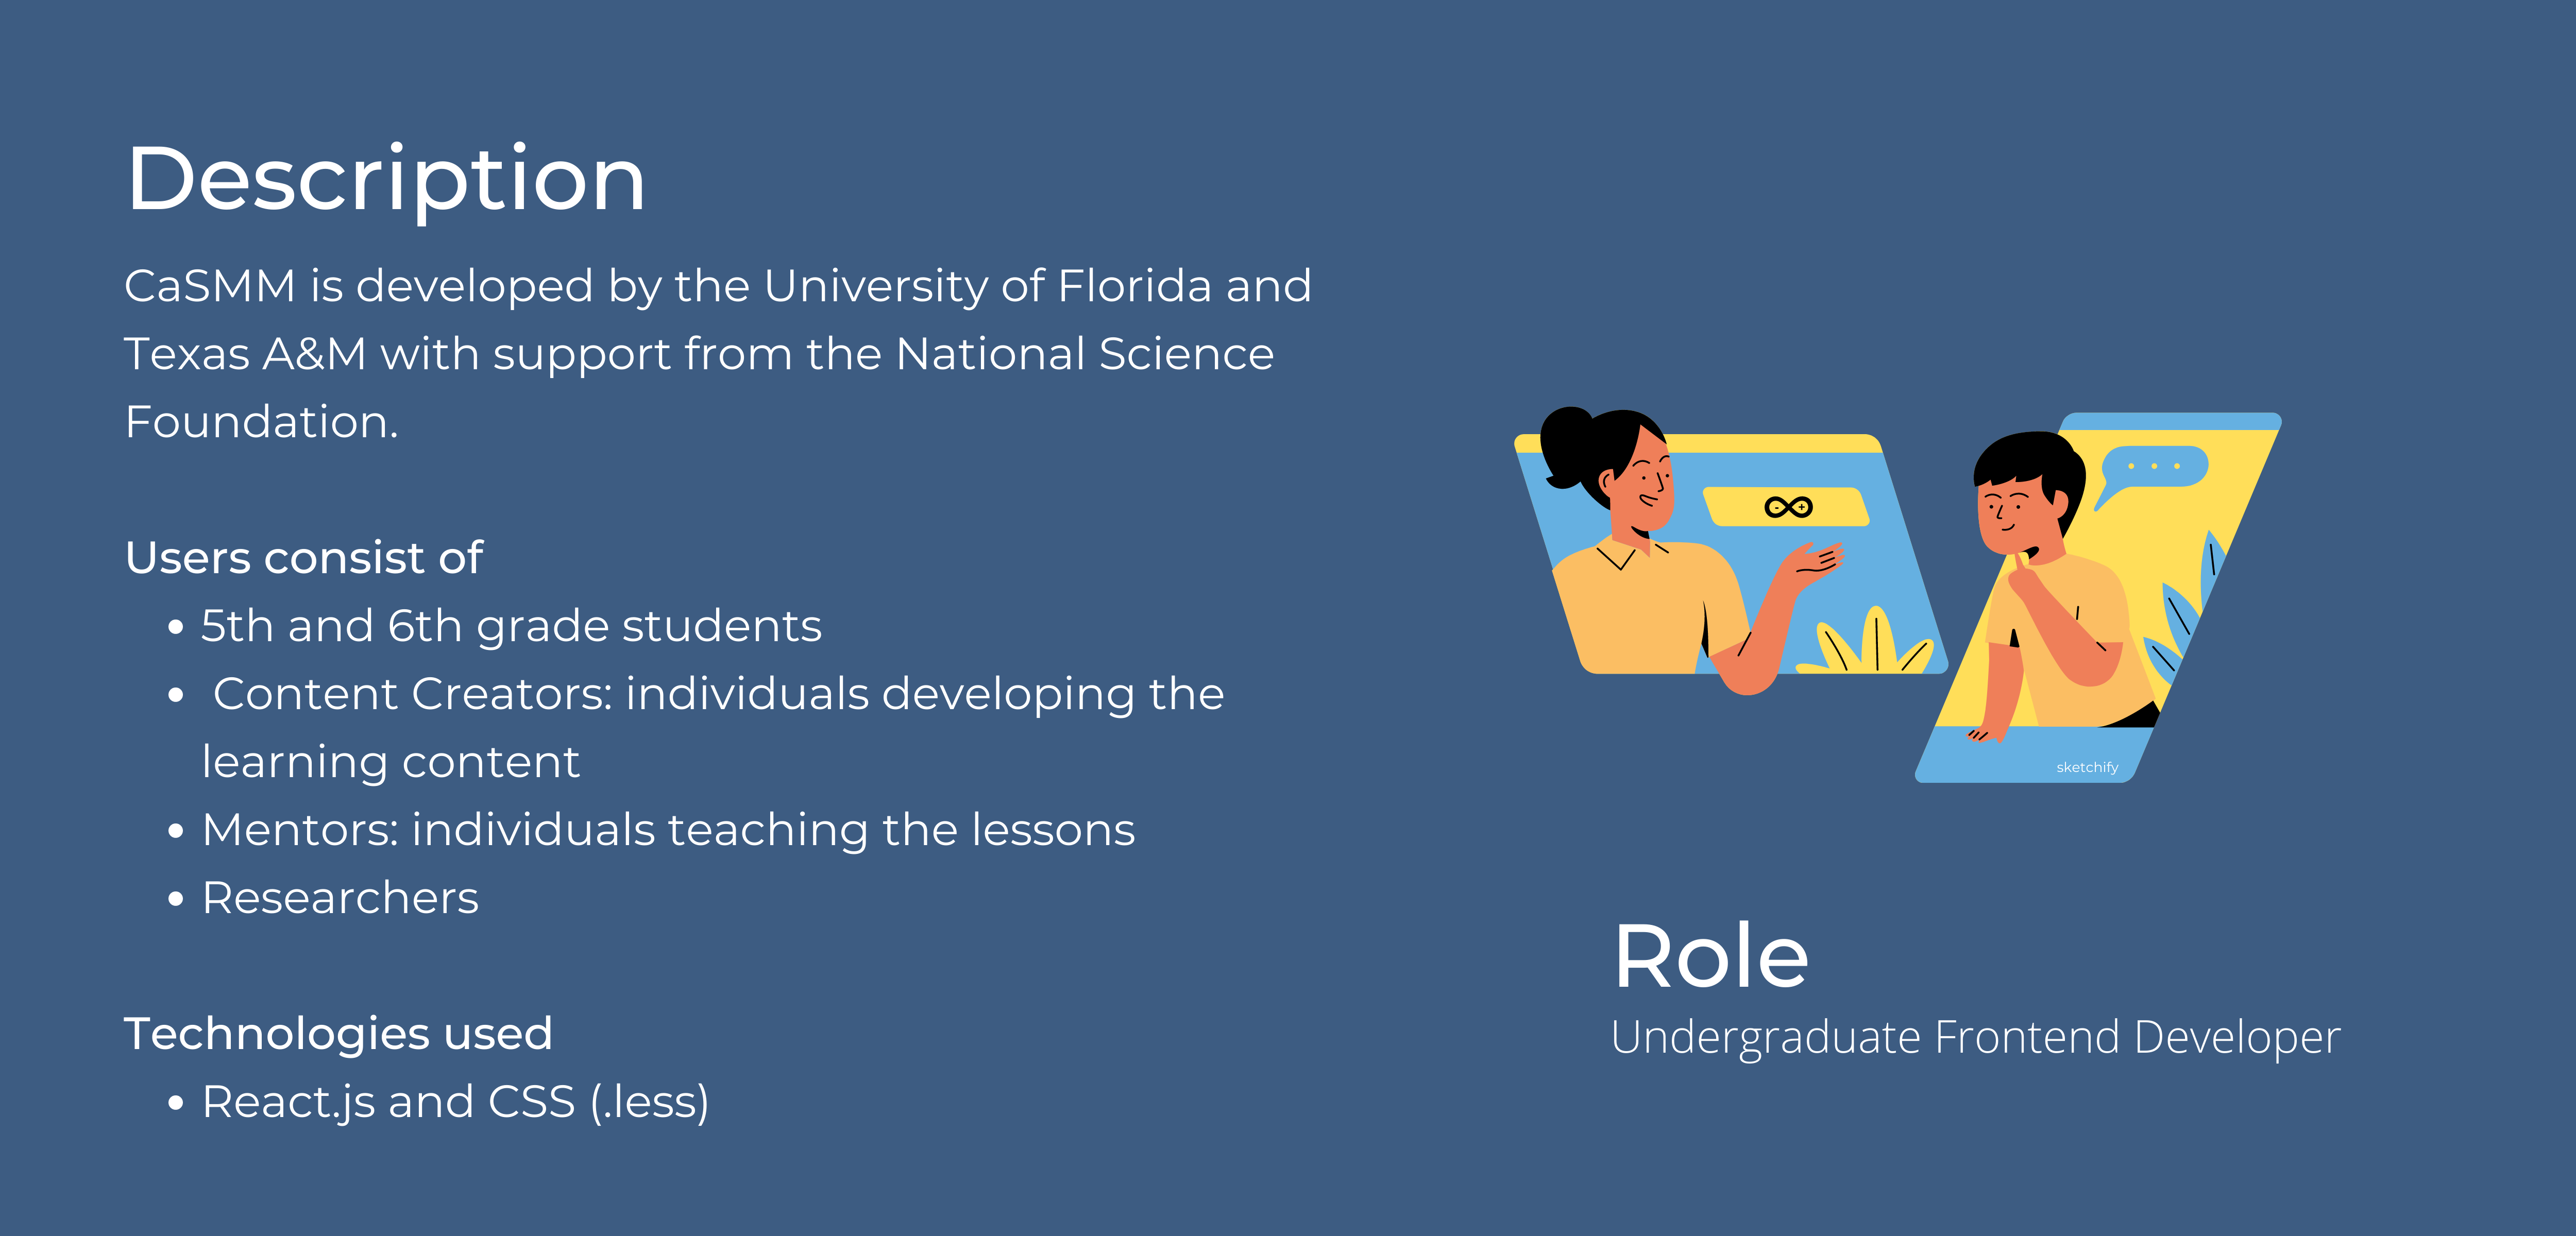 Description
CaSMM is developed by the University of Florida and
Texas A&M with support from the National Science
Foundation.
Users consist of
• 5th and 6th grade students
• Content Creators: individuals developing the
learning content
• Mentors: individuals teaching the lessons
• Researchers
Technologies used
• React.js and CSS (.less)
- +
sketchify
Role
Undergraduate Frontend Developer